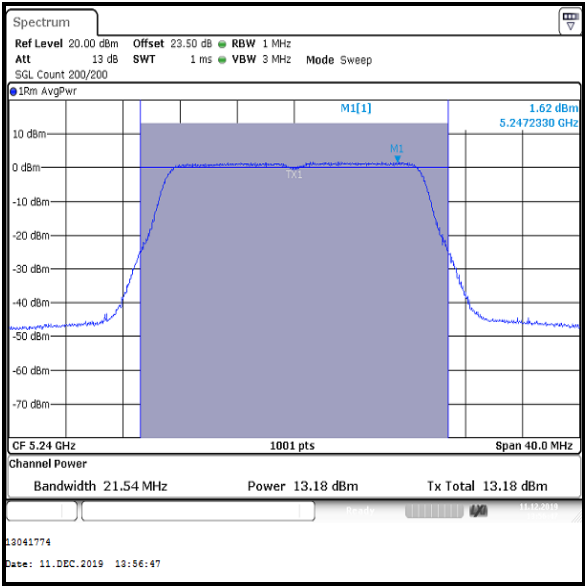 Spectrum
Ref Level 20.00 dBm Offset 23.50 dB RBW 1 MHz
Att 13 dB SWT 1 ms VBW 3 MHz Mode Sweep
SGL Count 200/200
1Rm AvgPwr
M1[1] 1.62 dBm
5.2472330 GHz
10 dBm
M1
0 dBm
TX1
-10 dBm
-20 dBm
-30 dBm
-40 dBm
-50 dBm
-60 dBm
-70 dBm
CF 5.24 GHz 1001 pts Span 40.0 MHz
Channel Power
Bandwidth 21.54 MHz Power 13.18 dBm Tx Total 13.18 dBm
Ready 11.12.2019
13041774
Date: 11.DEC.2019 13:56:47